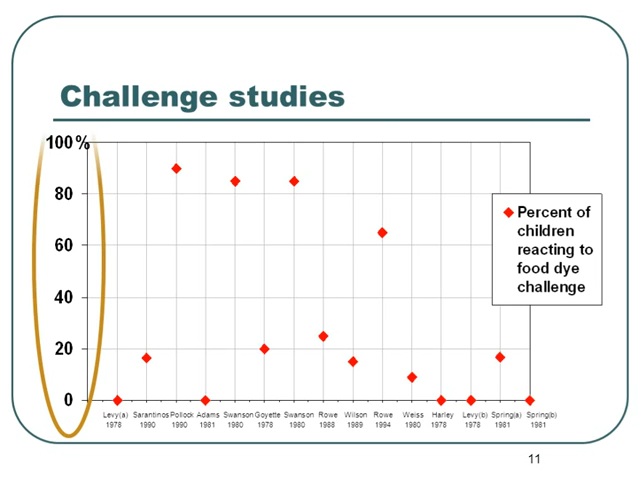 Challenge studies
100%
80
60
40
20
0
Percent of
children
reacting to
food dye
challenge
Levy(a) Sarantinos Pollock Adams Swanson Goyette Swanson Rowe Wilson Rowe Weiss Harley Levy(b) Spring(a) Spring(b)
1978 1990 1990 1981 1980 1978 1980 1988 1989 1994 1980 1978 1978 1981 1981
11